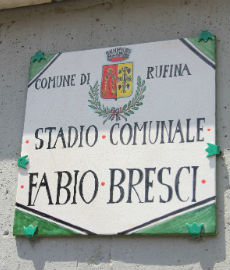 COMUNE DI RUFINA
· STADIO · COMUNALE ·
· FABIO · BRESCI ·